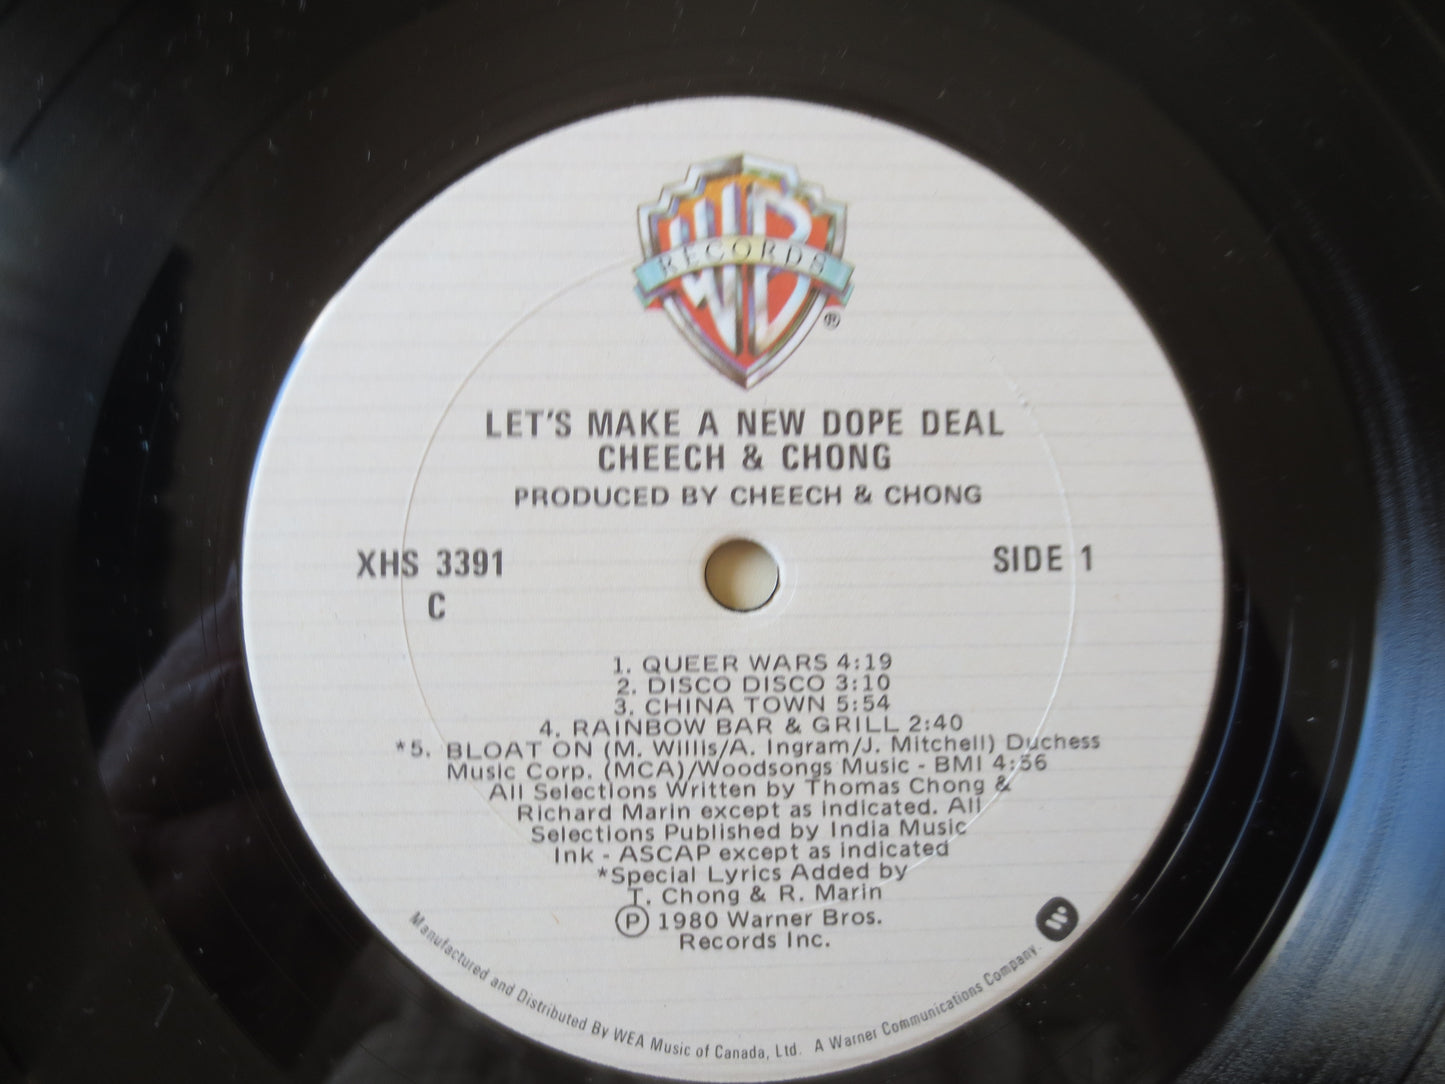 WB
RECORDS
®
LET'S MAKE A NEW DOPE DEAL
CHEECH & CHONG
PRODUCED BY CHEECH & CHONG
XHS 3391
C
SIDE 1
1. QUEER WARS 4:19
2. DISCO DISCO 3:10
3. CHINA TOWN 5:54
4. RAINBOW BAR & GRILL 2:40
*5. BLOAT ON (M. Willis/A. Ingram/J. Mitchell) Duchess
Music Corp. (MCA)/Woodsongs Music - BMI 4:56
All Selections Written by Thomas Chong &
Richard Marin except as indicated. All
Selections Published by India Music
Ink - ASCAP except as indicated
*Special Lyrics Added by
T. Chong & R. Marin
Ⓟ 1980 Warner Bros.
Records Inc.
Manufactured and Distributed By WEA Music of Canada, Ltd. A Warner Communications Company.